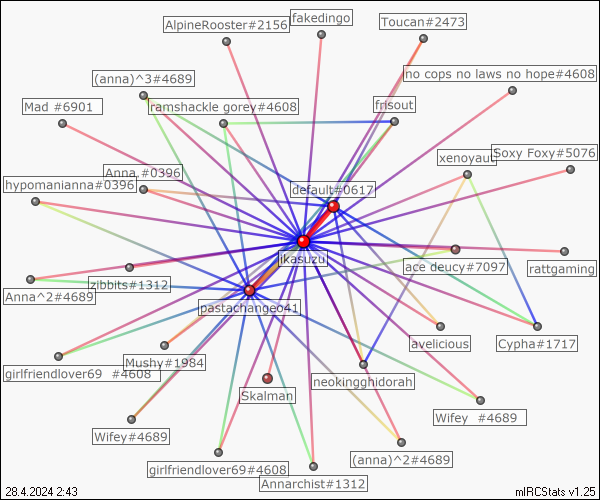 fakedingo
AlpineRooster#2156
Toucan#2473
(anna)^3#4689
no cops no laws no hope#4608
Mad #6901
ramshackle gorey#4608
frisout
xenoyaut
Soxy Foxy#5076
Anna #0396
hypomanianna#0396
default#0617
ikasuzu
ace deucy#7097
rattgaming
zibbits#1312
Anna^2#4689
pastachange041
avelicious
Cypha#1717
Mushy#1984
girlfriendlover69 #4608
neokingghidorah
Skalman
Wifey #4689
Wifey#4689
(anna)^2#4689
girlfriendlover69#4608
Annarchist#1312
28.4.2024 2:43
mIRCStats v1.25